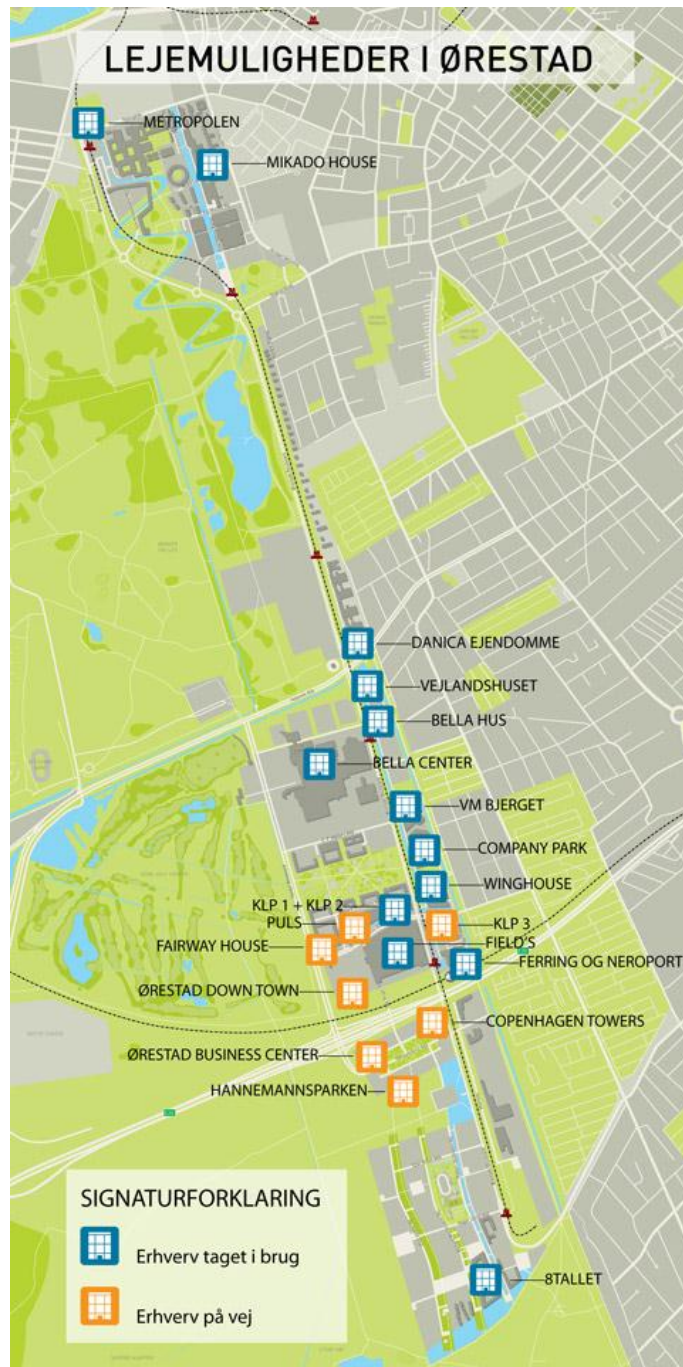 LEJEMULIGHEDER I ØRESTAD
METROPOLEN
MIKADO HOUSE
DANICA EJENDOMME
VEJLANDSHUSET
BELLA HUS
BELLA CENTER
VM BJERGET
COMPANY PARK
WINGHOUSE
KLP 1 + KLP 2
PULS
KLP 3
FAIRWAY HOUSE
FIELD'S
FERRING OG NEROPORT
ØRESTAD DOWN TOWN
COPENHAGEN TOWERS
ØRESTAD BUSINESS CENTER
HANNEMANNSPARKEN
SIGNATURFORKLARING
Erhverv taget i brug
Erhverv på vej
8TALLET